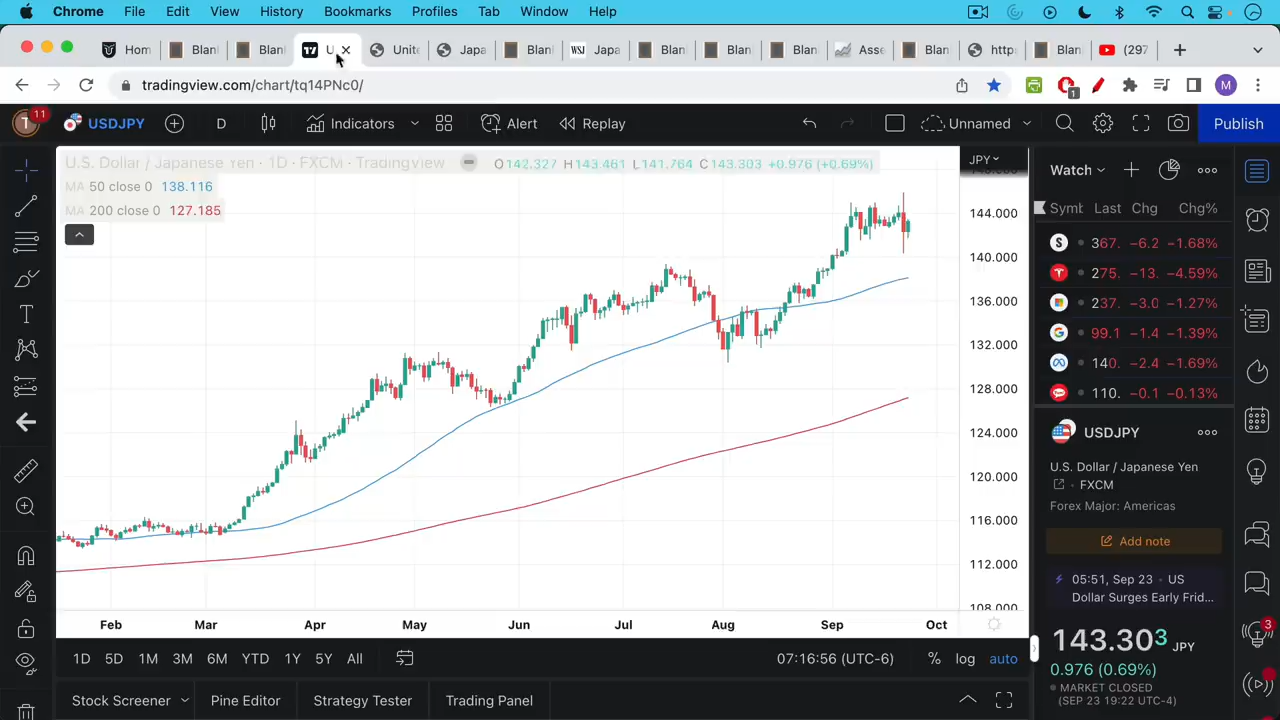 Chrome File Edit View History Bookmarks Profiles Tab Window Help
Hom Blanl Blanl U Unite Japa Blanl WSJ Japa Blanl Blan Blan Asse Blan http Blan (297
tradingview.com/chart/tq14PNc0/ 1 M
T 11 USDJPY D Indicators Alert Replay Unnamed Publish
U.S. Dollar / Japanese Yen · 1D · FXCM · Tradingview O142.327 H143.461 L141.764 C143.303 +0.976 (+0.69%)
MA 50 close 0 138.116
MA 200 close 0 127.185
JPY
144.000
140.000
136.000
132.000
128.000
124.000
120.000
116.000
112.000
108.000
Feb Mar Apr May Jun Jul Aug Sep Oct
1D 5D 1M 3M 6M YTD 1Y 5Y All 07:16:56 (UTC-6) % log auto
Stock Screener Pine Editor Strategy Tester Trading Panel
Watch
Symb Last Chg Chg%
S 367. −6.2 −1.68%
275. −13. −4.59%
237. −3.0 −1.27%
G 99.1 −1.4 −1.39%
140. −2.4 −1.69%
110. −0.1 −0.13%
USDJPY
U.S. Dollar / Japanese Yen
FXCM
Forex Major: Americas
Add note
05:51, Sep 23 · US
Dollar Surges Early Frid...
143.303 JPY
0.976 (0.69%)
MARKET CLOSED
(SEP 23 19:22 UTC-4)
3